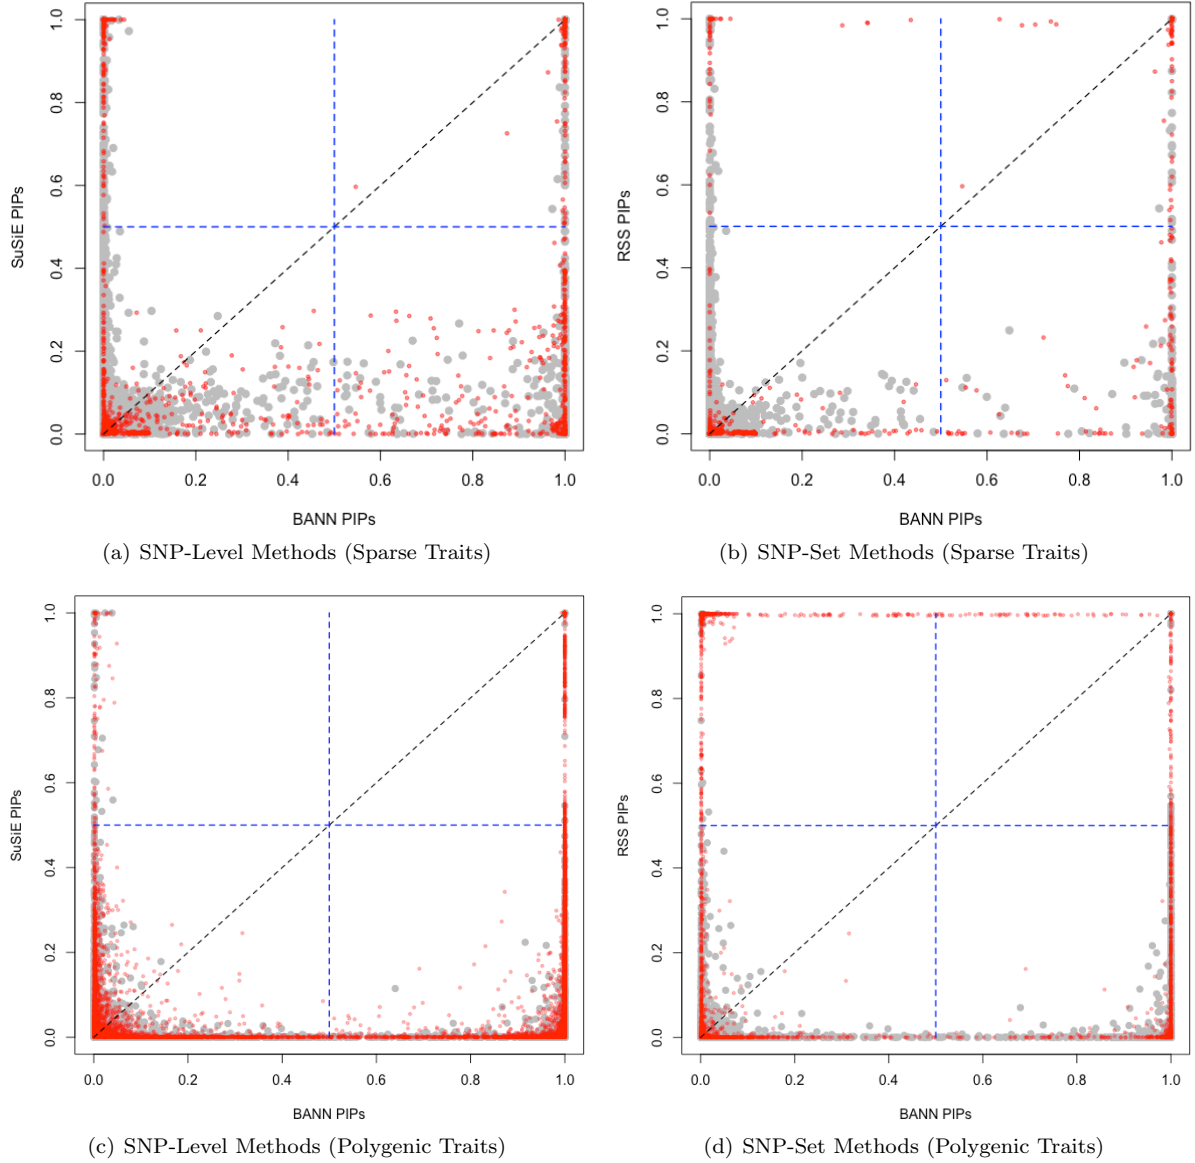 1.0
0.8
0.6
0.4
0.2
0.0
SuSiE PIPs
0.0 0.2 0.4 0.6 0.8 1.0
BANN PIPs
(a) SNP-Level Methods (Sparse Traits)
1.0
0.8
0.6
0.4
0.2
0.0
RSS PIPs
0.0 0.2 0.4 0.6 0.8 1.0
BANN PIPs
(b) SNP-Set Methods (Sparse Traits)
1.0
0.8
0.6
0.4
0.2
0.0
SuSiE PIPs
0.0 0.2 0.4 0.6 0.8 1.0
BANN PIPs
(c) SNP-Level Methods (Polygenic Traits)
1.0
0.8
0.6
0.4
0.2
0.0
RSS PIPs
0.0 0.2 0.4 0.6 0.8 1.0
BANN PIPs
(d) SNP-Set Methods (Polygenic Traits)